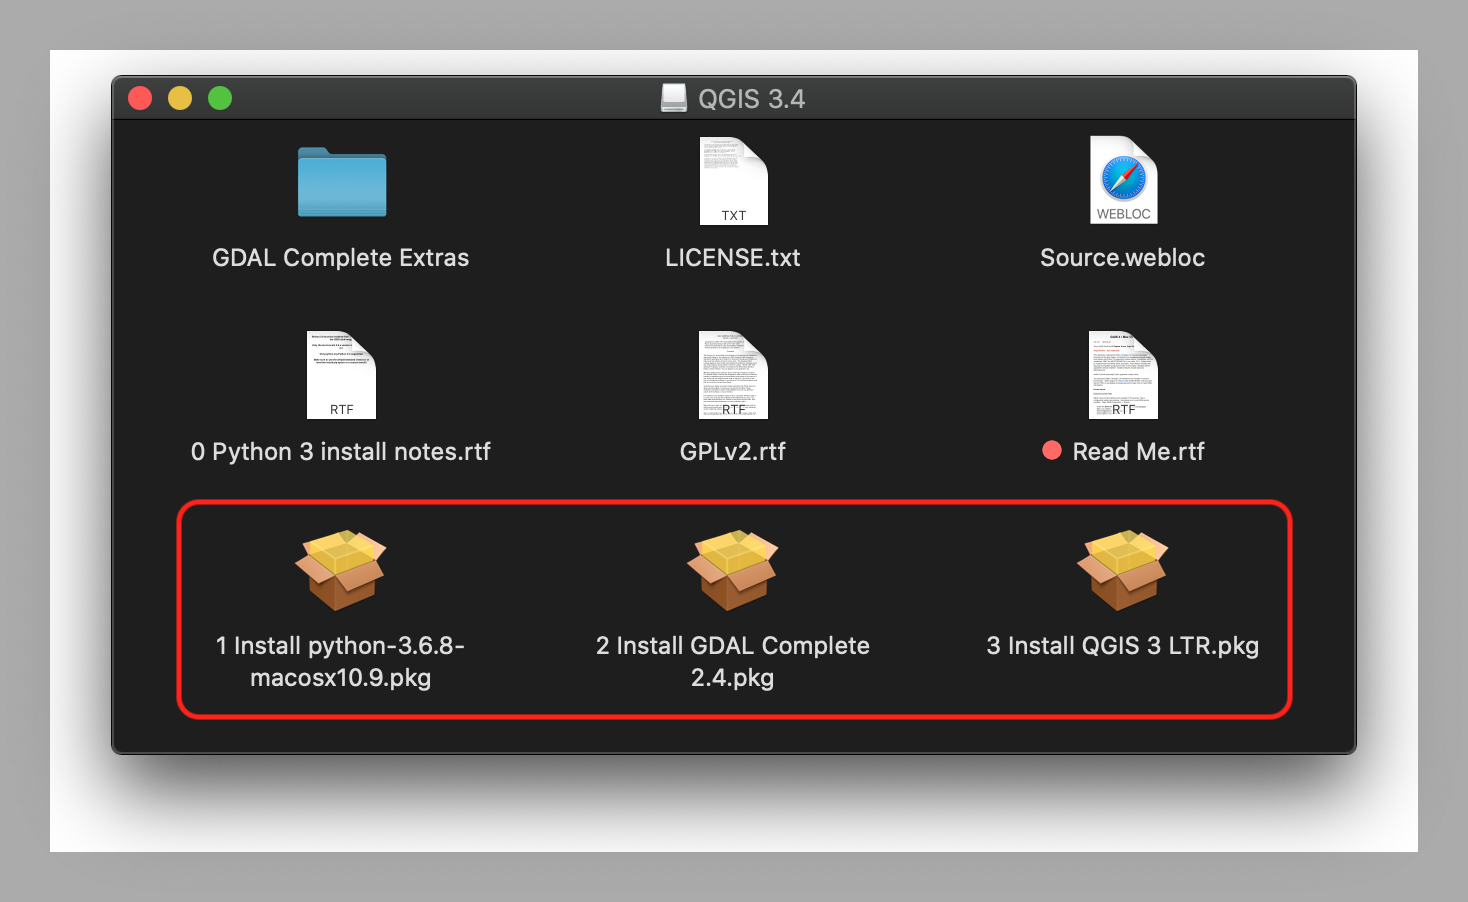 QGIS 3.4
TXT
WEBLOC
GDAL Complete Extras
LICENSE.txt
Source.webloc
RTF
RTF
RTF
0 Python 3 install notes.rtf
GPLv2.rtf
Read Me.rtf
1 Install python-3.6.8-
macosx10.9.pkg
2 Install GDAL Complete
2.4.pkg
3 Install QGIS 3 LTR.pkg